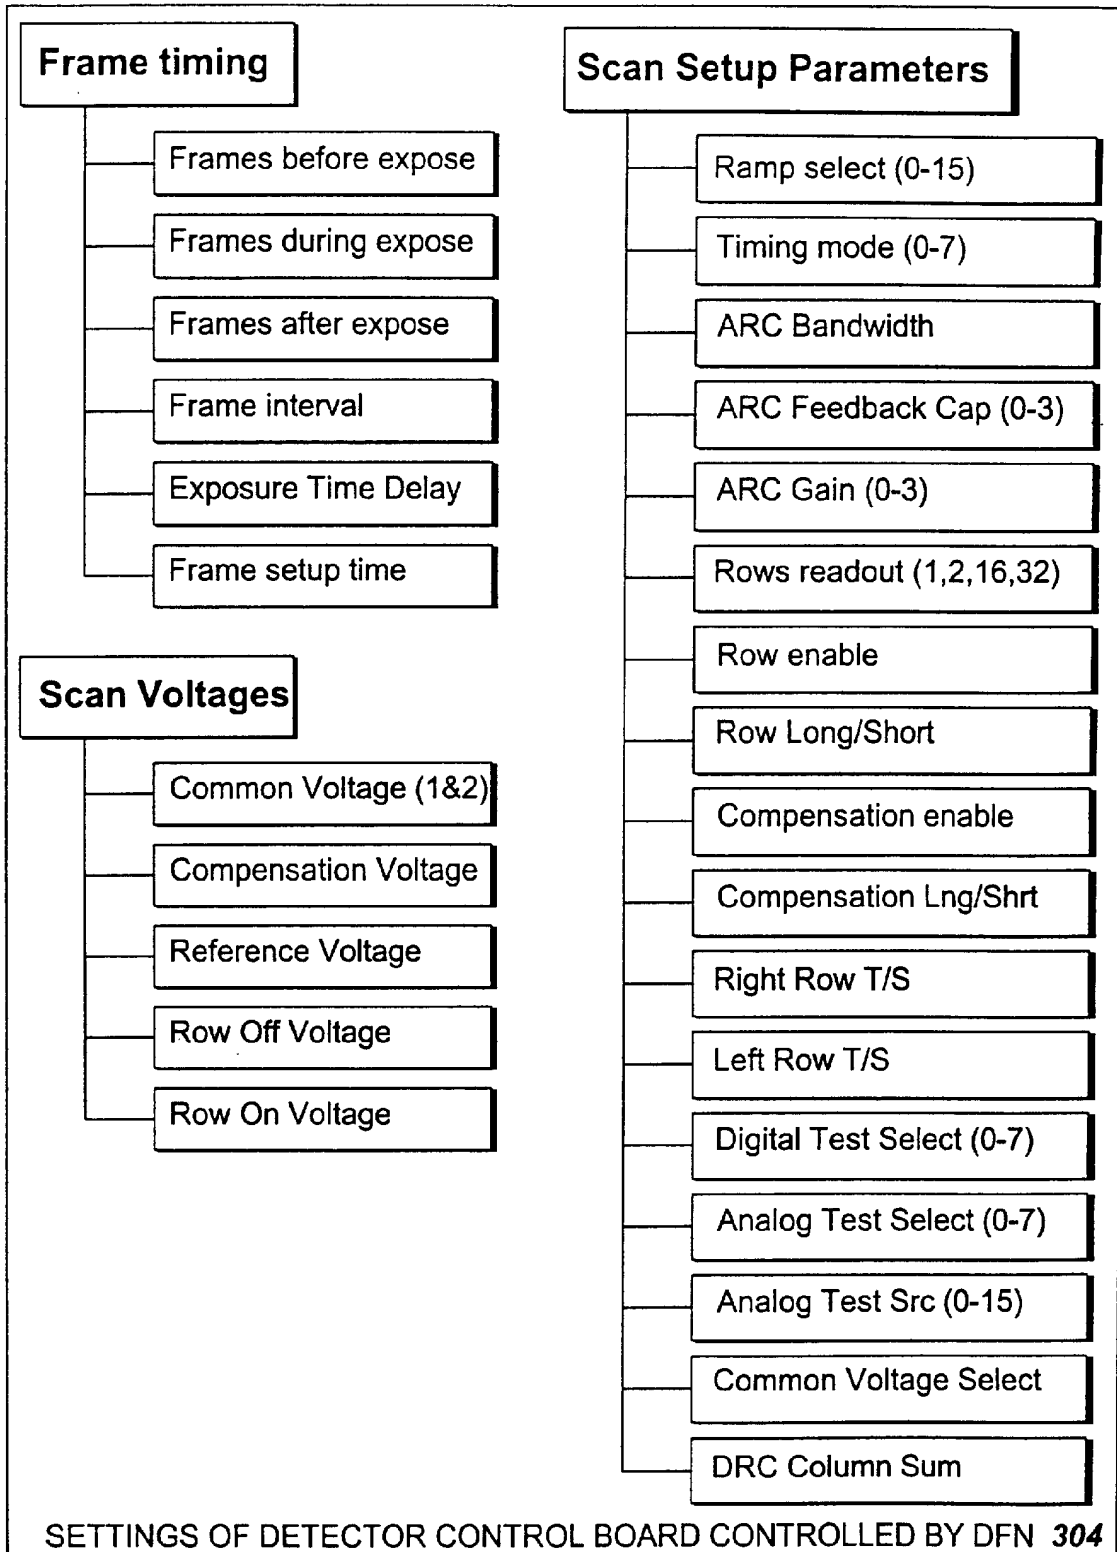 Frame timing
Frames before expose
Frames during expose
Frames after expose
Frame interval
Exposure Time Delay
Frame setup time
Scan Voltages
Common Voltage (1&2)
Compensation Voltage
Reference Voltage
Row Off Voltage
Row On Voltage
Scan Setup Parameters
Ramp select (0-15)
Timing mode (0-7)
ARC Bandwidth
ARC Feedback Cap (0-3)
ARC Gain (0-3)
Rows readout (1,2,16,32)
Row enable
Row Long/Short
Compensation enable
Compensation Lng/Shrt
Right Row T/S
Left Row T/S
Digital Test Select (0-7)
Analog Test Select (0-7)
Analog Test Src (0-15)
Common Voltage Select
DRC Column Sum
SETTINGS OF DETECTOR CONTROL BOARD CONTROLLED BY DFN 304